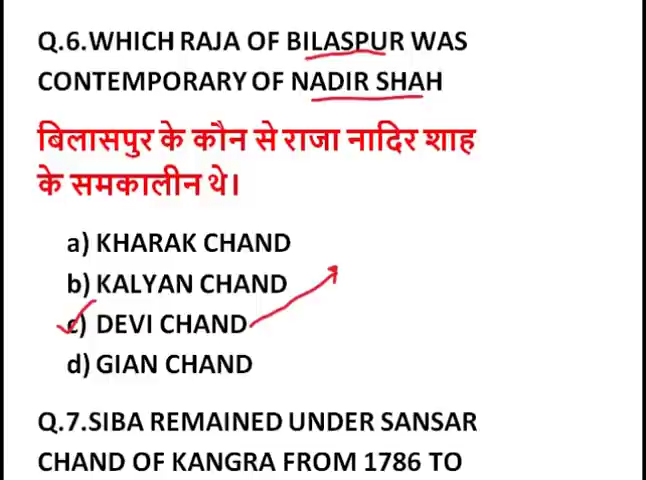 Q.6.WHICH RAJA OF BILASPUR WAS
CONTEMPORARY OF NADIR SHAH
बिलासपुर के कौन से राजा नादिर शाह
के समकालीन थे।
a) KHARAK CHAND
b) KALYAN CHAND
c) DEVI CHAND
d) GIAN CHAND
Q.7.SIBA REMAINED UNDER SANSAR
CHAND OF KANGRA FROM 1786 TO